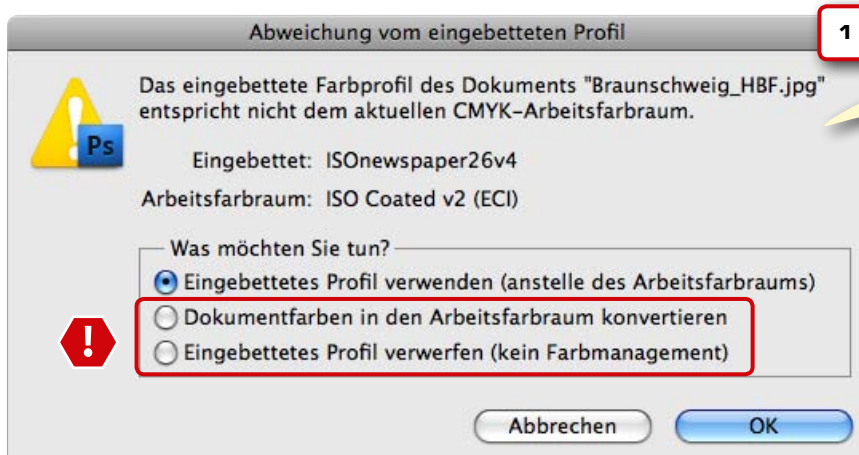 Abweichung vom eingebetteten Profil
1
Das eingebettete Farbprofil des Dokuments "Braunschweig_HBF.jpg"
entspricht nicht dem aktuellen CMYK-Arbeitsfarbraum.
Ps
Eingebettet: ISOnewspaper26v4
Arbeitsfarbraum: ISO Coated v2 (ECI)
Was möchten Sie tun?
Eingebettetes Profil verwenden (anstelle des Arbeitsfarbraums)
Dokumentfarben in den Arbeitsfarbraum konvertieren
!
Eingebettetes Profil verwerfen (kein Farbmanagement)
Abbrechen OK